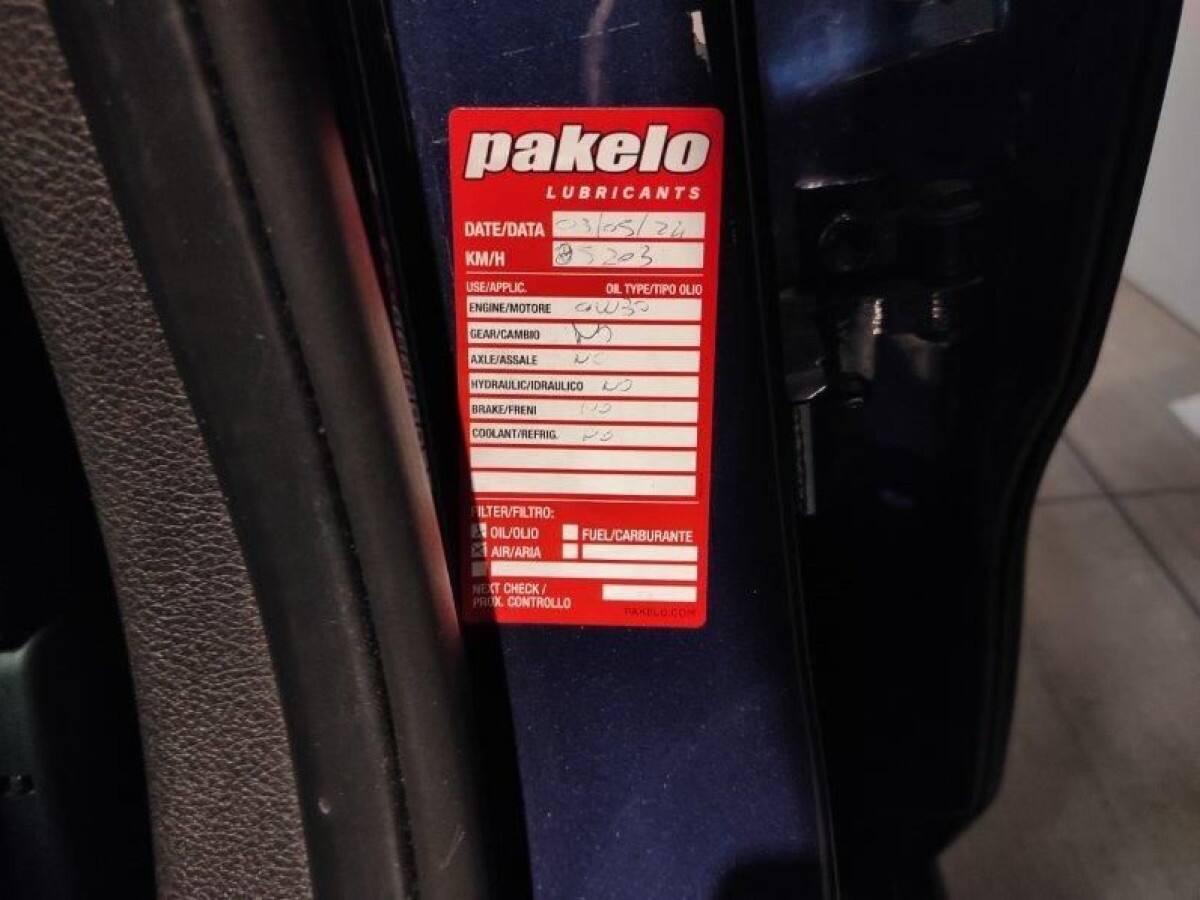 pakelo
LUBRICANTS
DATE/DATA 03/05/24
KM/H 85203
USE/APPLIC. OIL TYPE/TIPO OLIO
ENGINE/MOTORE 0W30
GEAR/CAMBIO NO
AXLE/ASSALE NO
HYDRAULIC/IDRAULICO NO
BRAKE/FRENI NO
COOLANT/REFRIG. NO
FILTER/FILTRO:
OIL/OLIO FUEL/CARBURANTE
AIR/ARIA
NEXT CHECK /
PROX. CONTROLLO
PAKELO.COM